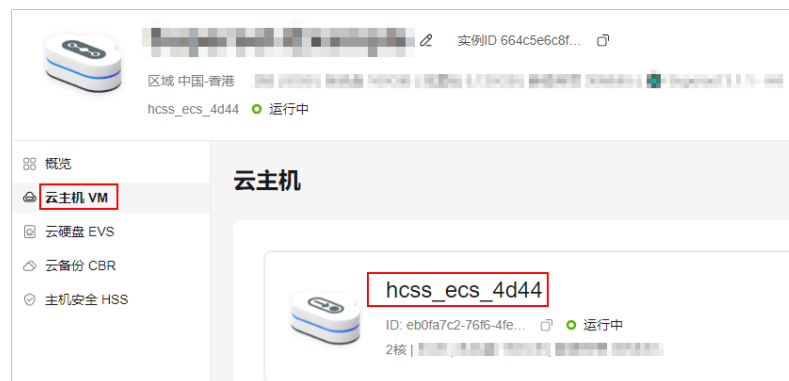 实例ID 664c5e6c8f...
区域 中国-香港
hcss_ecs_4d44 运行中
概览
云主机 VM
云硬盘 EVS
云备份 CBR
主机安全 HSS
云主机
hcss_ecs_4d44
ID: eb0fa7c2-76f6-4fe... 运行中
2核 |